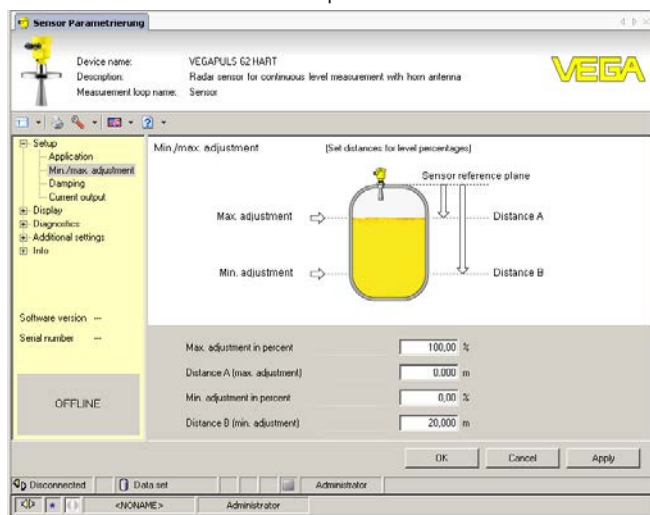 Sensor Parametrierung
Device name: VEGAPULS 62 HART
Description: Radar sensor for continuous level measurement with horn antenna
Measurement loop name: Sensor
VEGA
Setup
Application
Min./max. adjustment
Damping
Current output
Display
Diagnostics
Additional settings
Info
Software version ---
Serial number ---
OFFLINE
Min./max. adjustment (Set distances for level percentages)
Sensor reference plane
Max. adjustment Distance A
Min. adjustment Distance B
Max. adjustment in percent 100,00 %
Distance A (max. adjustment) 0.000 m
Min. adjustment in percent 0,00 %
Distance B (min. adjustment) 20,000 m
OK Cancel Apply
Disconnected Data set Administrator
<NONAME> Administrator